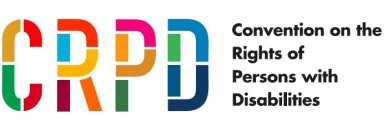 CRPD
Convention on the
Rights of
Persons with
Disabilities